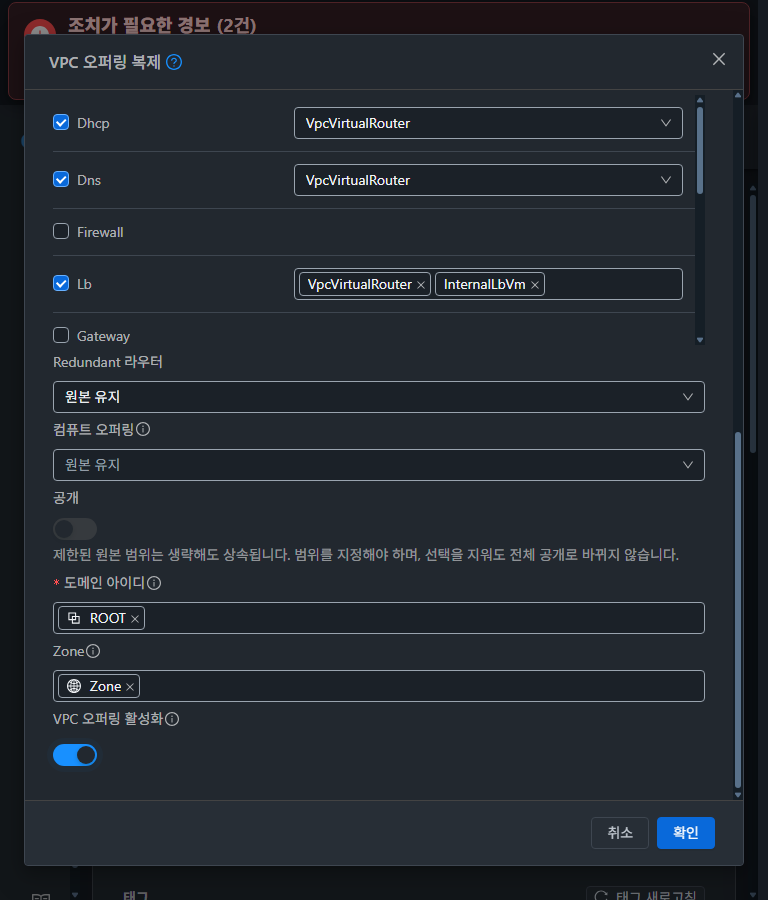 조치가 필요한 경보 (2건)
VPC 오퍼링 복제
Dhcp
VpcVirtualRouter
Dns
VpcVirtualRouter
Firewall
Lb
VpcVirtualRouter
InternalLbVm
Gateway
Redundant 라우터
원본 유지
컴퓨트 오퍼링
원본 유지
공개
제한된 원본 범위는 생략해도 상속됩니다. 범위를 지정해야 하며, 선택을 지워도 전체 공개로 바뀌지 않습니다.
* 도메인 아이디
ROOT
Zone
Zone
VPC 오퍼링 활성화
취소
확인
태그
태그 새로고침